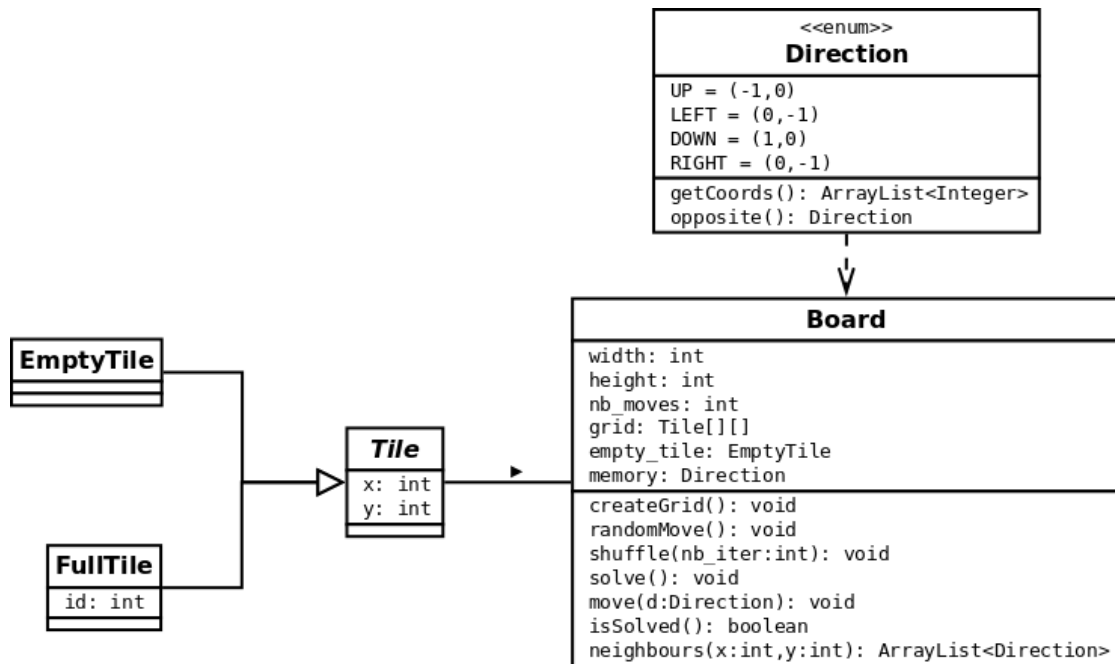 <<enum>>
Direction
UP = (-1,0)
LEFT = (0,-1)
DOWN = (1,0)
RIGHT = (0,-1)
getCoords(): ArrayList<Integer>
opposite(): Direction
EmptyTile
FullTile
id: int
Tile
x: int
y: int
Board
width: int
height: int
nb_moves: int
grid: Tile[][]
empty_tile: EmptyTile
memory: Direction
createGrid(): void
randomMove(): void
shuffle(nb_iter:int): void
solve(): void
move(d:Direction): void
isSolved(): boolean
neighbours(x:int,y:int): ArrayList<Direction>